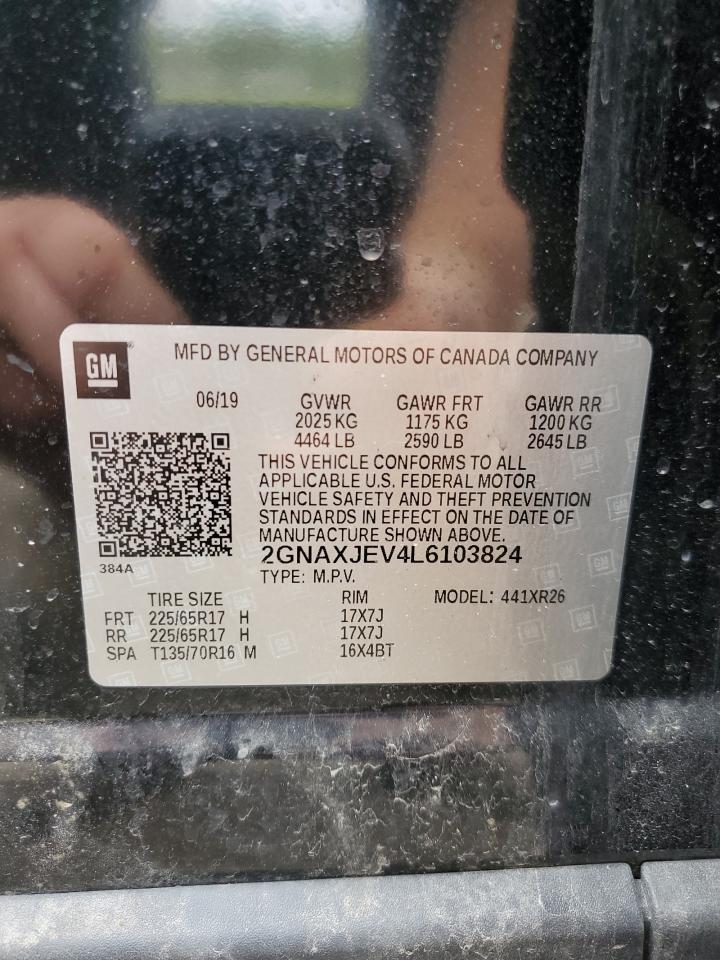 GM
MFD BY GENERAL MOTORS OF CANADA COMPANY
06/19 GVWR GAWR FRT GAWR RR
2025 KG 1175 KG 1200 KG
4464 LB 2590 LB 2645 LB
THIS VEHICLE CONFORMS TO ALL
APPLICABLE U.S. FEDERAL MOTOR
VEHICLE SAFETY AND THEFT PREVENTION
STANDARDS IN EFFECT ON THE DATE OF
MANUFACTURE SHOWN ABOVE.
2GNAXJEV4L6103824
384A
TYPE: M.P.V.
TIRE SIZE RIM MODEL: 441XR26
FRT 225/65R17 H 17X7J
RR 225/65R17 H 17X7J
SPA T135/70R16 M 16X4BT